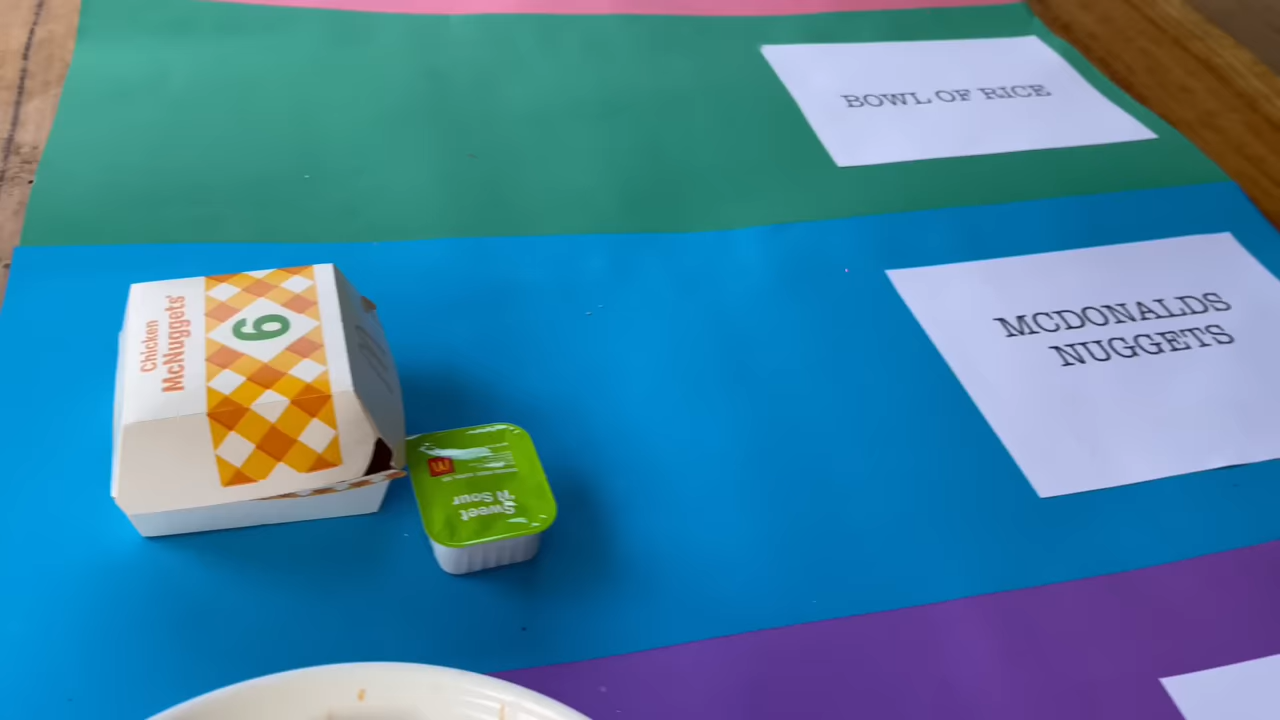 BOWL OF RICE
MCDONALDS
NUGGETS
Chicken
McNuggets®
6
Sweet
'N
Sour